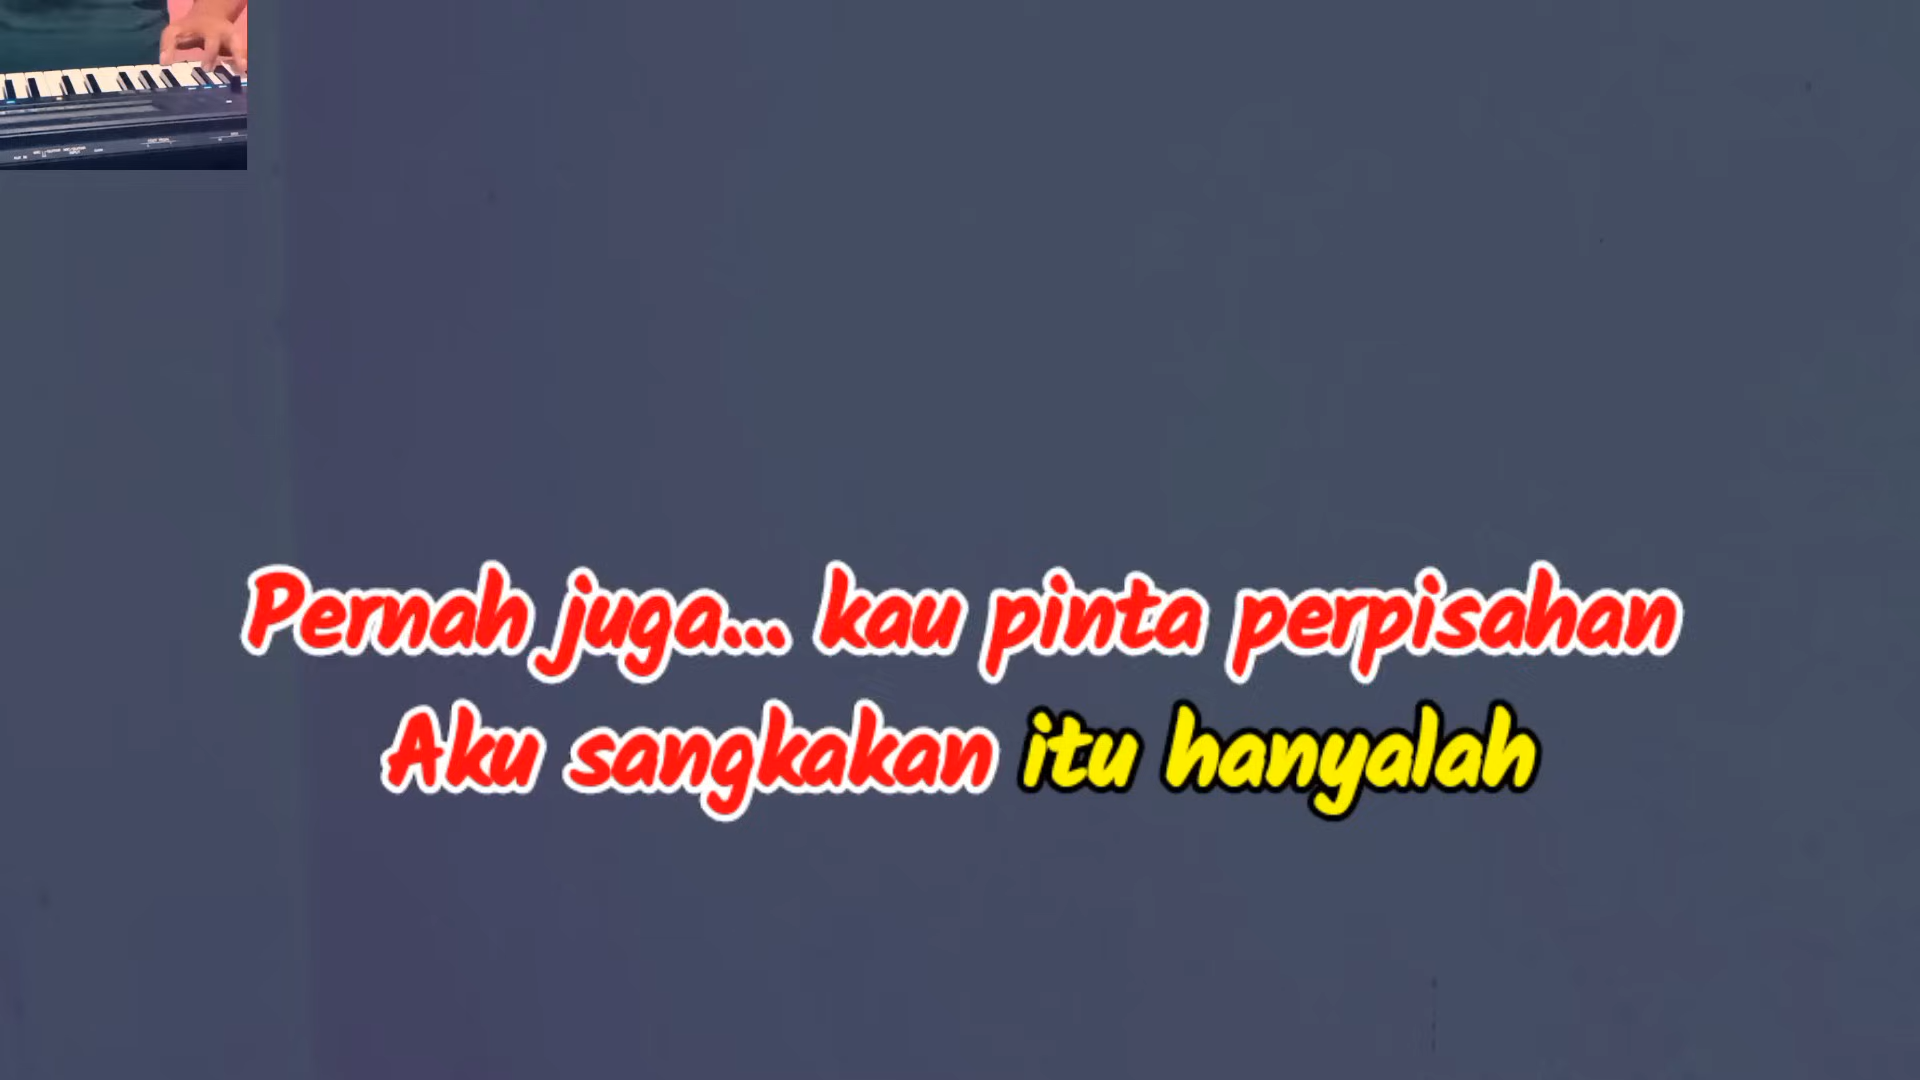 Pernah juga... kau pinta perpisahan
Aku sangkakan itu hanyalah